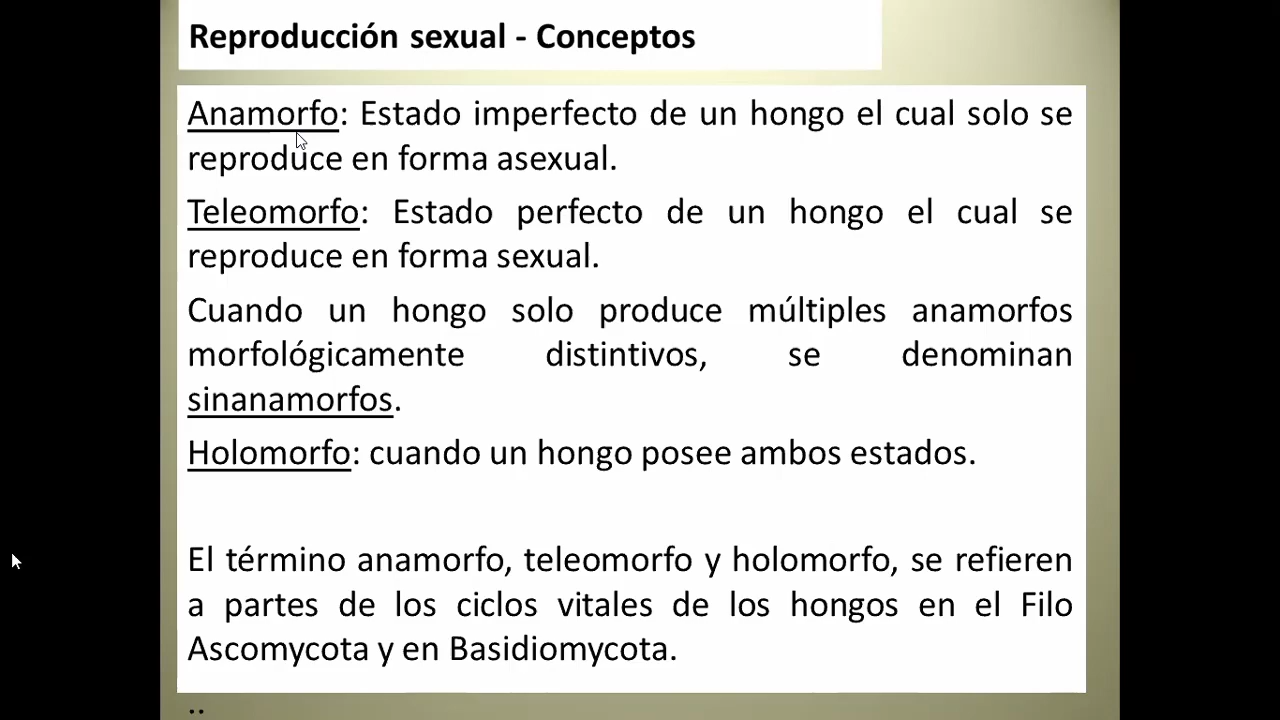 Reproducción sexual - Conceptos
Anamorfo: Estado imperfecto de un hongo el cual solo se
reproduce en forma asexual.
Teleomorfo: Estado perfecto de un hongo el cual se
reproduce en forma sexual.
Cuando un hongo solo produce múltiples anamorfos
morfológicamente distintivos, se denominan
sinanamorfos.
Holomorfo: cuando un hongo posee ambos estados.
El término anamorfo, teleomorfo y holomorfo, se refieren
a partes de los ciclos vitales de los hongos en el Filo
Ascomycota y en Basidiomycota.
..